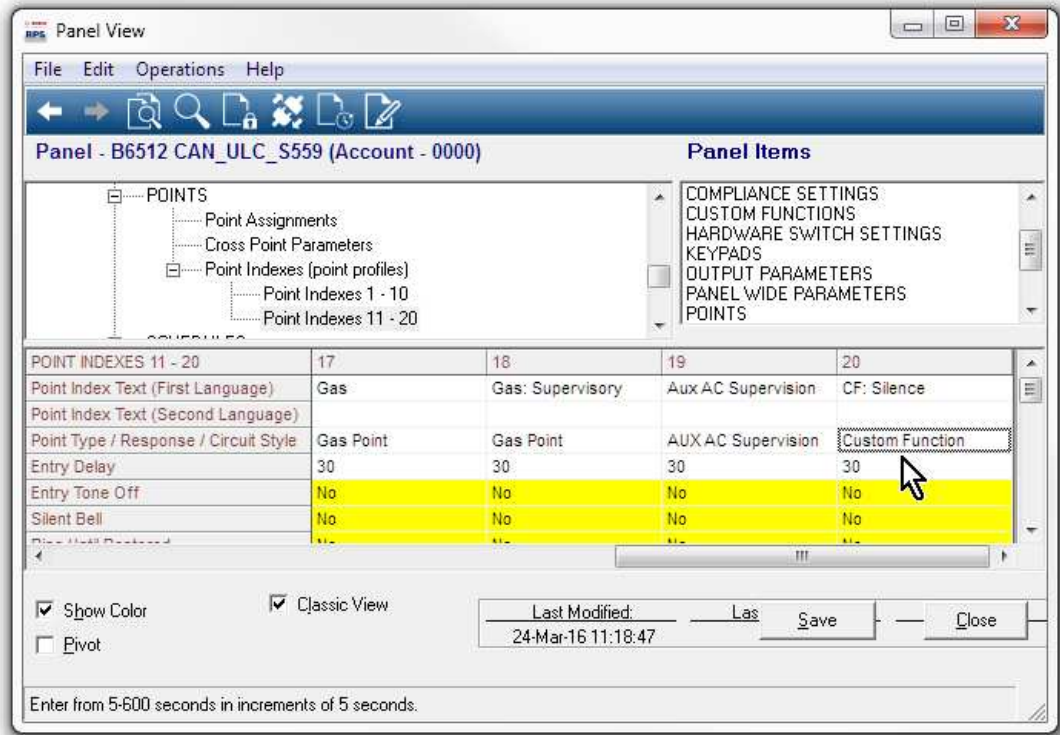 RPS Panel View
File Edit Operations Help
Panel - B6512 CAN_ULC_S559 (Account - 0000) Panel Items
POINTS
Point Assignments
Cross Point Parameters
Point Indexes (point profiles)
Point Indexes 1 - 10
Point Indexes 11 - 20
COMPLIANCE SETTINGS
CUSTOM FUNCTIONS
HARDWARE SWITCH SETTINGS
KEYPADS
OUTPUT PARAMETERS
PANEL WIDE PARAMETERS
POINTS
POINT INDEXES 11 - 20 17 18 19 20
Point Index Text (First Language) Gas Gas: Supervisory Aux AC Supervision CF: Silence
Point Index Text (Second Language)
Point Type / Response / Circuit Style Gas Point Gas Point AUX AC Supervision Custom Function
Entry Delay 30 30 30 30
Entry Tone Off No No No No
Silent Bell No No No No
Show Color Classic View Last Modified: Las Save Close
Pivot 24-Mar-16 11:18:47
Enter from 5-600 seconds in increments of 5 seconds.